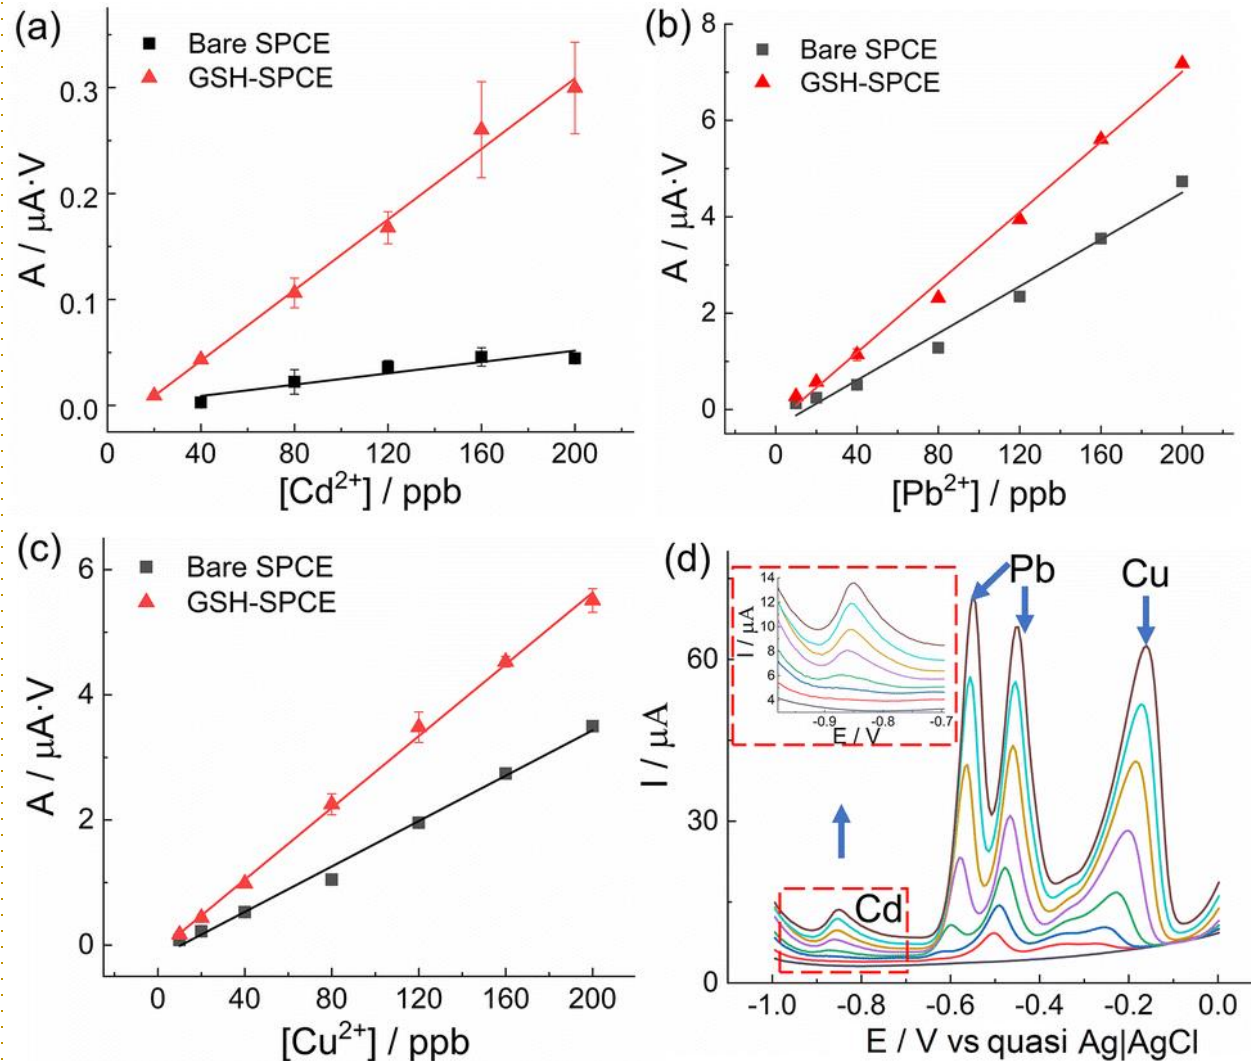 (a)
Bare SPCE
GSH-SPCE
A / μA·V
0.3
0.2
0.1
0.0
0 40 80 120 160 200
[Cd²⁺] / ppb
(b)
Bare SPCE
GSH-SPCE
A / μA·V
8
6
4
2
0
0 40 80 120 160 200
[Pb²⁺] / ppb
(c)
Bare SPCE
GSH-SPCE
A / μA·V
6
4
2
0
0 40 80 120 160 200
[Cu²⁺] / ppb
(d)
Pb
Cu
Cd
I / μA
60
30
0
-1.0 -0.8 -0.6 -0.4 -0.2 0.0
E / V vs quasi Ag|AgCl
I / μA
14
12
10
8
6
4
-0.9 -0.8 -0.7
E / V